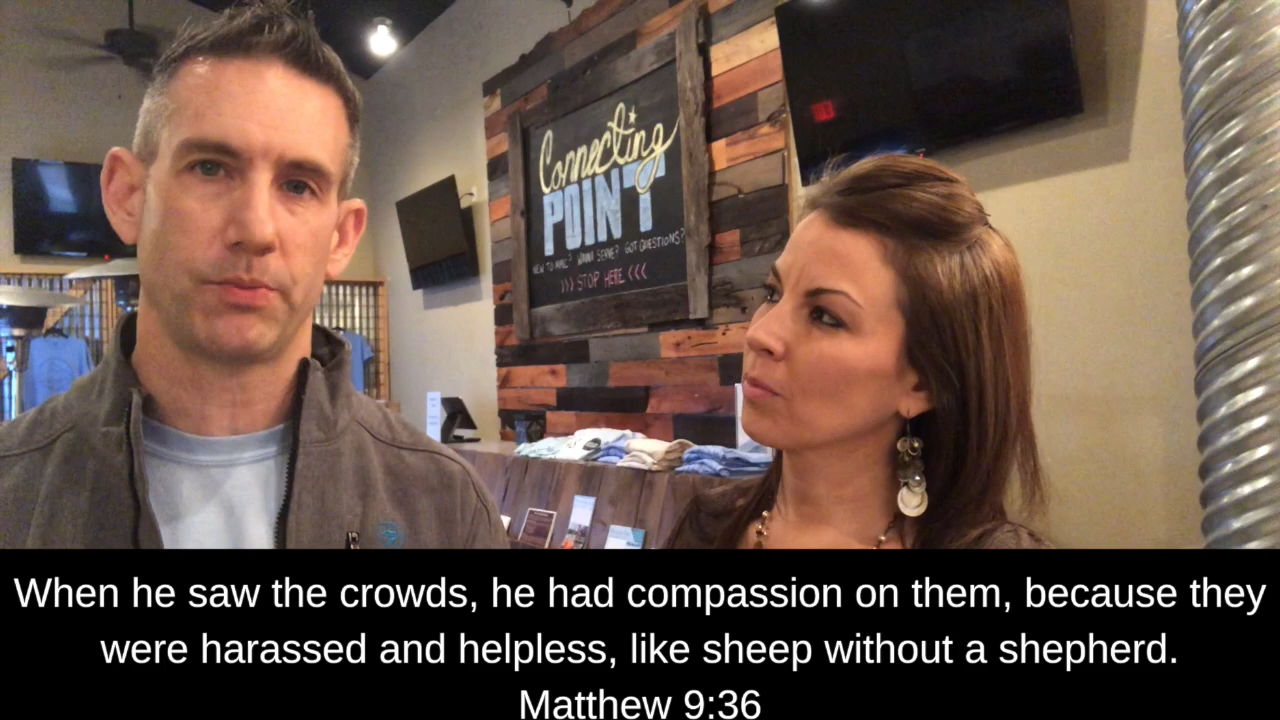 Connecting
POINT
NEW TO MAKE? WANNA SERVE? GOT QUESTIONS?
>>> STOP HERE <<<
When he saw the crowds, he had compassion on them, because they
were harassed and helpless, like sheep without a shepherd.
Matthew 9:36